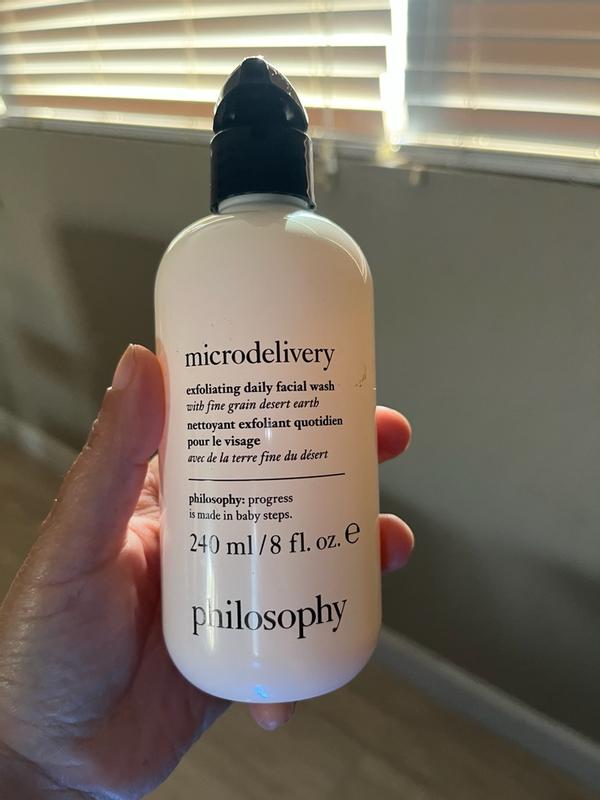 microdelivery
exfoliating daily facial wash
with fine grain desert earth
nettoyant exfoliant quotidien
pour le visage
avec de la terre fine du désert
philosophy: progress
is made in baby steps.
240 ml/8 fl. oz. ℮
philosophy